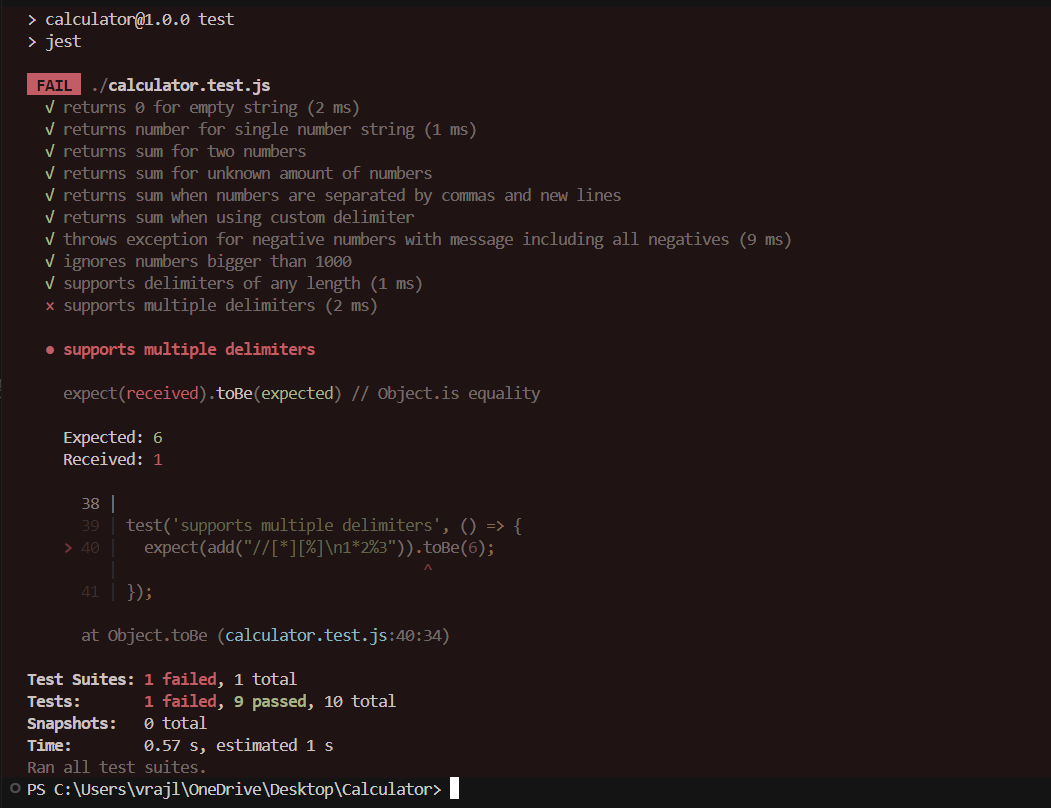 > calculator@1.0.0 test
> jest
FAIL ./calculator.test.js
√ returns 0 for empty string (2 ms)
√ returns number for single number string (1 ms)
√ returns sum for two numbers
√ returns sum for unknown amount of numbers
√ returns sum when numbers are separated by commas and new lines
√ returns sum when using custom delimiter
√ throws exception for negative numbers with message including all negatives (9 ms)
√ ignores numbers bigger than 1000
√ supports delimiters of any length (1 ms)
× supports multiple delimiters (2 ms)
● supports multiple delimiters
expect(received).toBe(expected) // Object.is equality
Expected: 6
Received: 1
38 |
39 | test('supports multiple delimiters', () => {
> 40 |   expect(add("//[*][%]\n1*2%3")).toBe(6);
|                                  ^
41 | });
at Object.toBe (calculator.test.js:40:34)
Test Suites: 1 failed, 1 total
Tests:       1 failed, 9 passed, 10 total
Snapshots:   0 total
Time:        0.57 s, estimated 1 s
Ran all test suites.
PS C:\Users\vrajl\OneDrive\Desktop\Calculator>